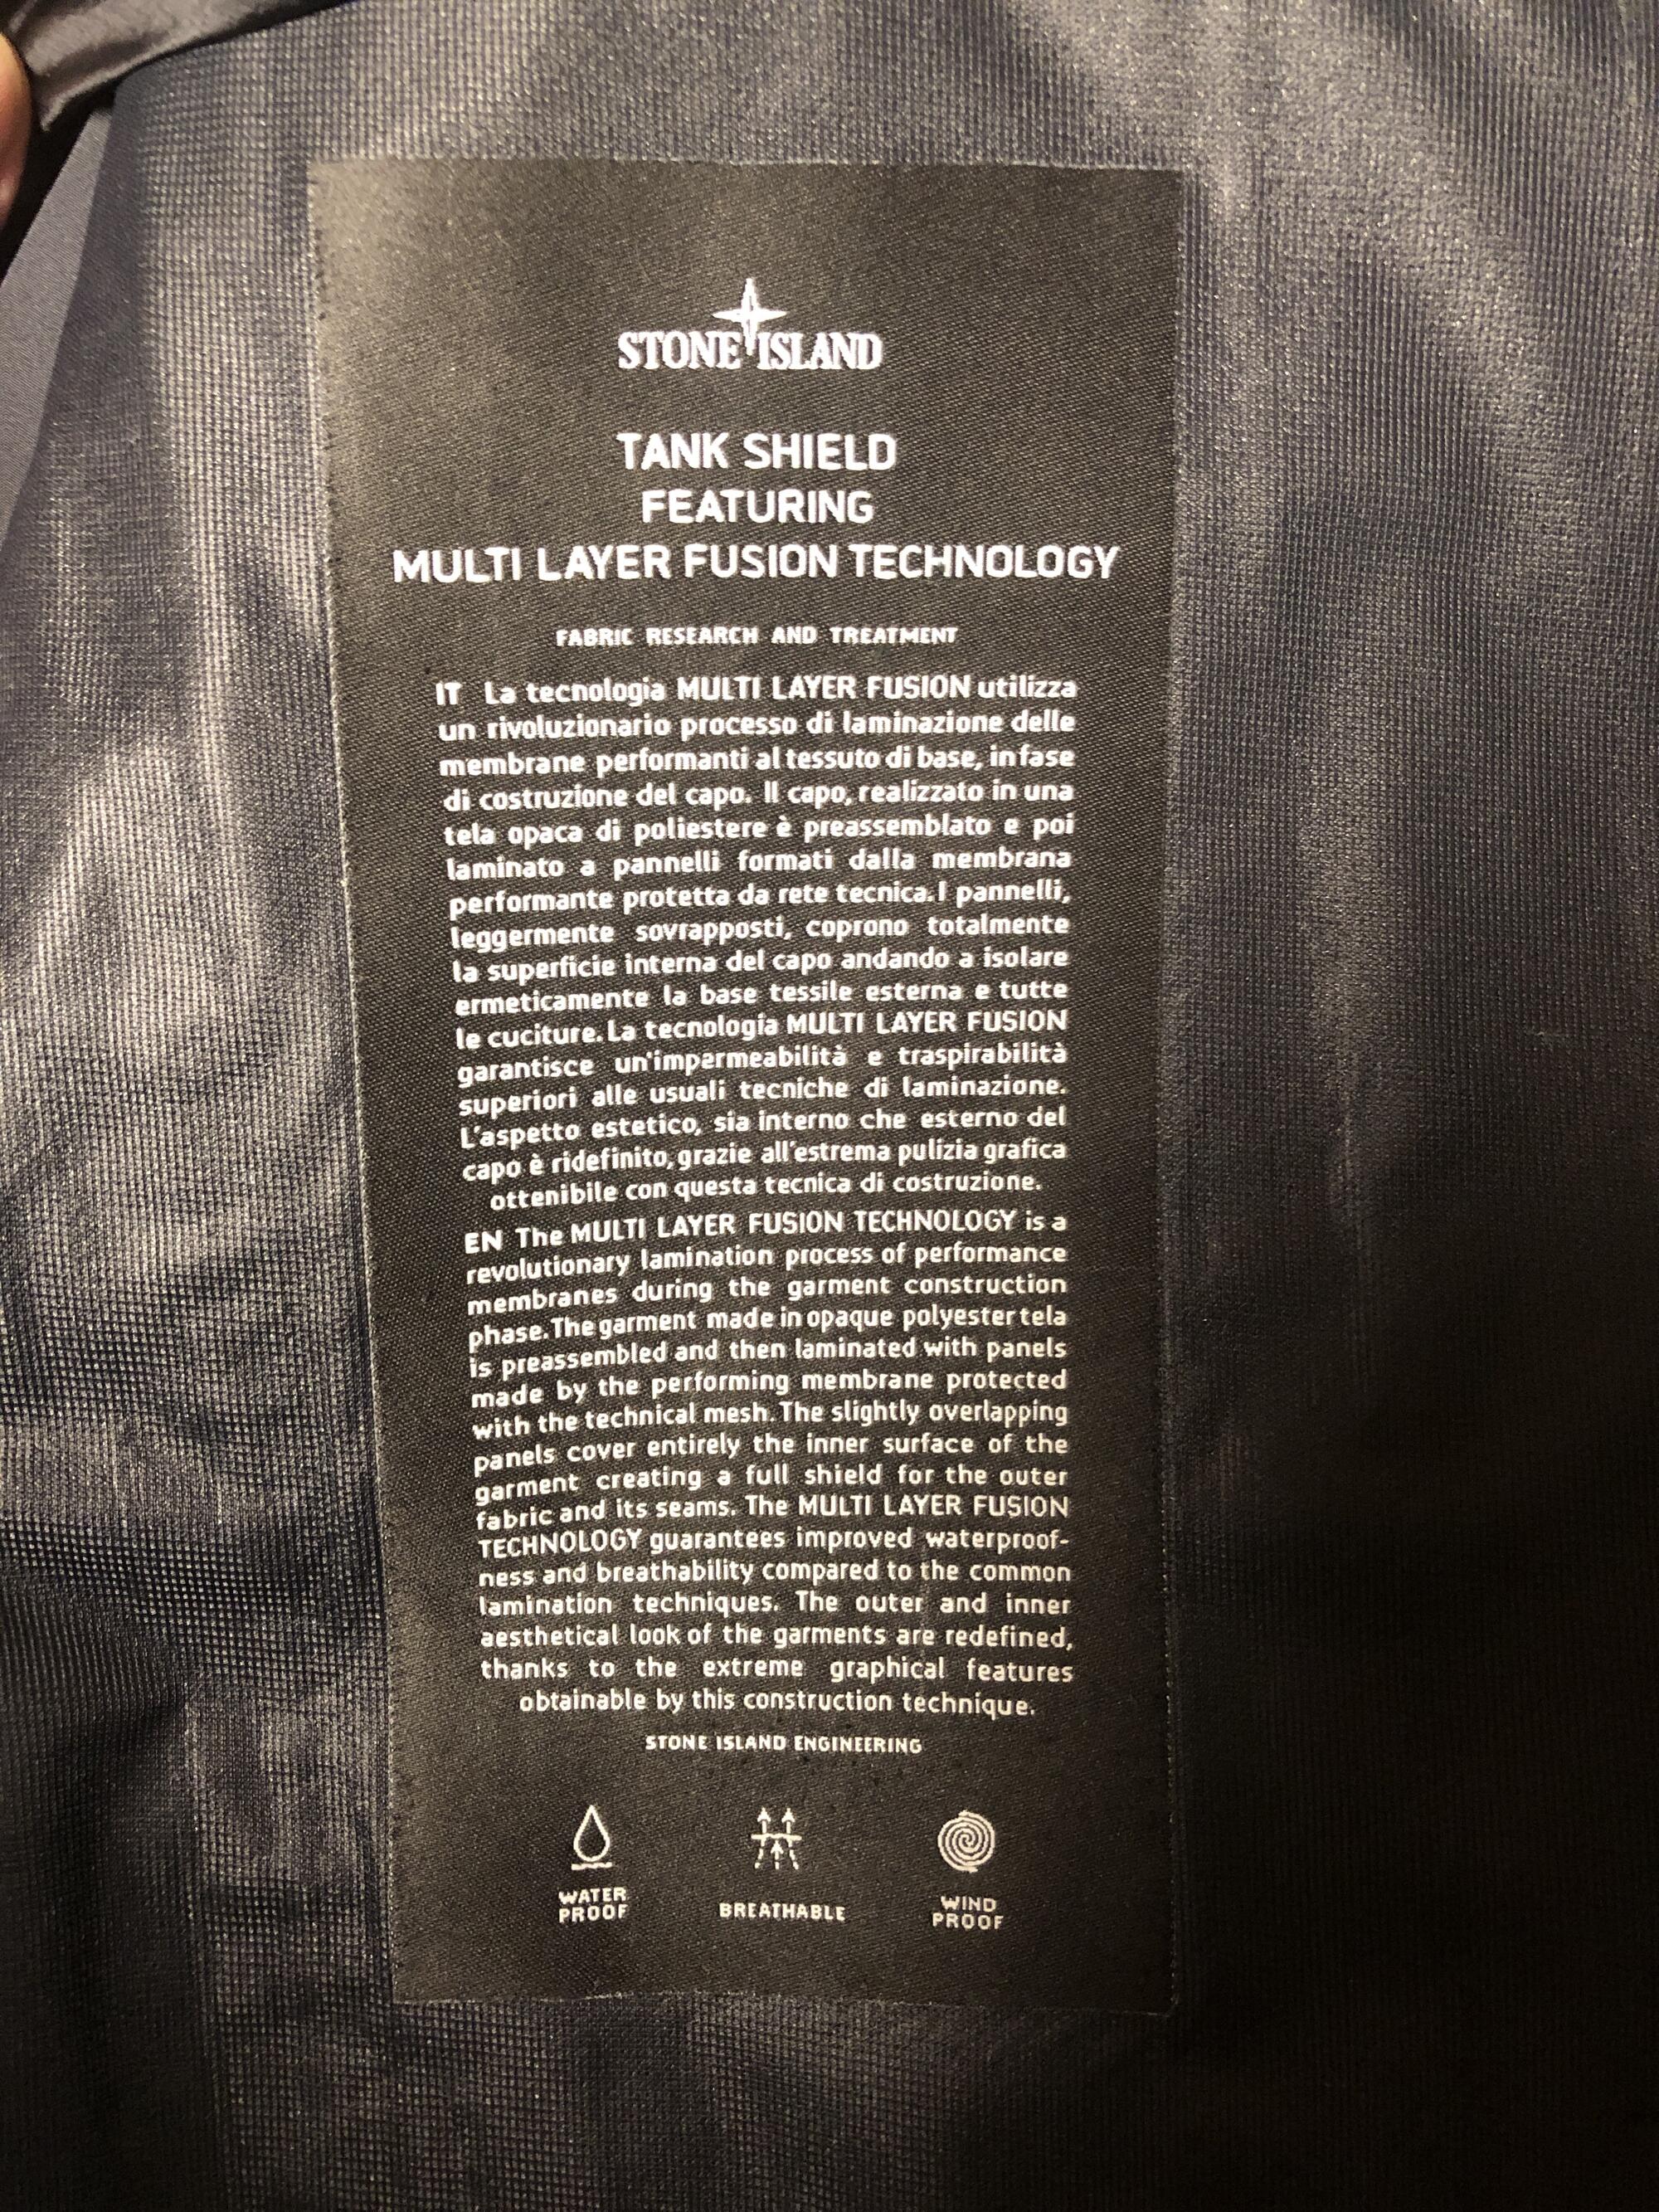 STONE ISLAND
TANK SHIELD
FEATURING
MULTI LAYER FUSION TECHNOLOGY
FABRIC RESEARCH AND TREATMENT
IT La tecnologia MULTI LAYER FUSION utilizza
un rivoluzionario processo di laminazione delle
membrane performanti al tessuto di base, in fase
di costruzione del capo. Il capo, realizzato in una
tela opaca di poliestere è preassemblato e poi
laminato a pannelli formati dalla membrana
performante protetta da rete tecnica. I pannelli,
leggermente sovrapposti, coprono totalmente
la superficie interna del capo andando a isolare
ermeticamente la base tessile esterna e tutte
le cuciture. La tecnologia MULTI LAYER FUSION
garantisce un'impermeabilità e traspirabilità
superiori alle usuali tecniche di laminazione.
L'aspetto estetico, sia interno che esterno del
capo è ridefinito, grazie all'estrema pulizia grafica
ottenibile con questa tecnica di costruzione.
EN The MULTI LAYER FUSION TECHNOLOGY is a
revolutionary lamination process of performance
membranes during the garment construction
phase. The garment made in opaque polyester tela
is preassembled and then laminated with panels
made by the performing membrane protected
with the technical mesh. The slightly overlapping
panels cover entirely the inner surface of the
garment creating a full shield for the outer
fabric and its seams. The MULTI LAYER FUSION
TECHNOLOGY guarantees improved waterproof-
ness and breathability compared to the common
lamination techniques. The outer and inner
aesthetical look of the garments are redefined,
thanks to the extreme graphical features
obtainable by this construction technique.
STONE ISLAND ENGINEERING
WATER
PROOF
BREATHABLE
WIND
PROOF